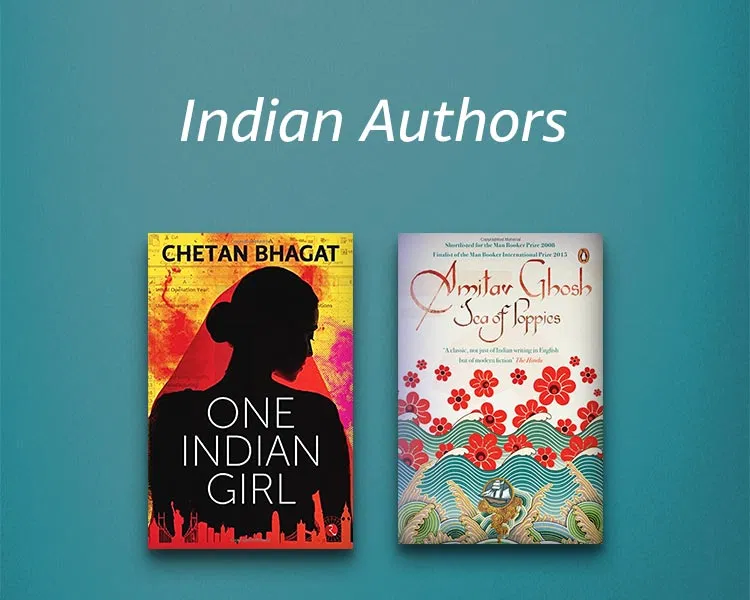 Indian Authors
CHETAN BHAGAT
ONE
INDIAN
GIRL
Copyrighted Material
Shortlisted for the Man Booker Prize 2008
Finalist of the Man Booker International Prize 2015
Amitav Ghosh
Sea of Poppies
'A classic, not just of Indian writing in English
but of modern fiction' The Hindu